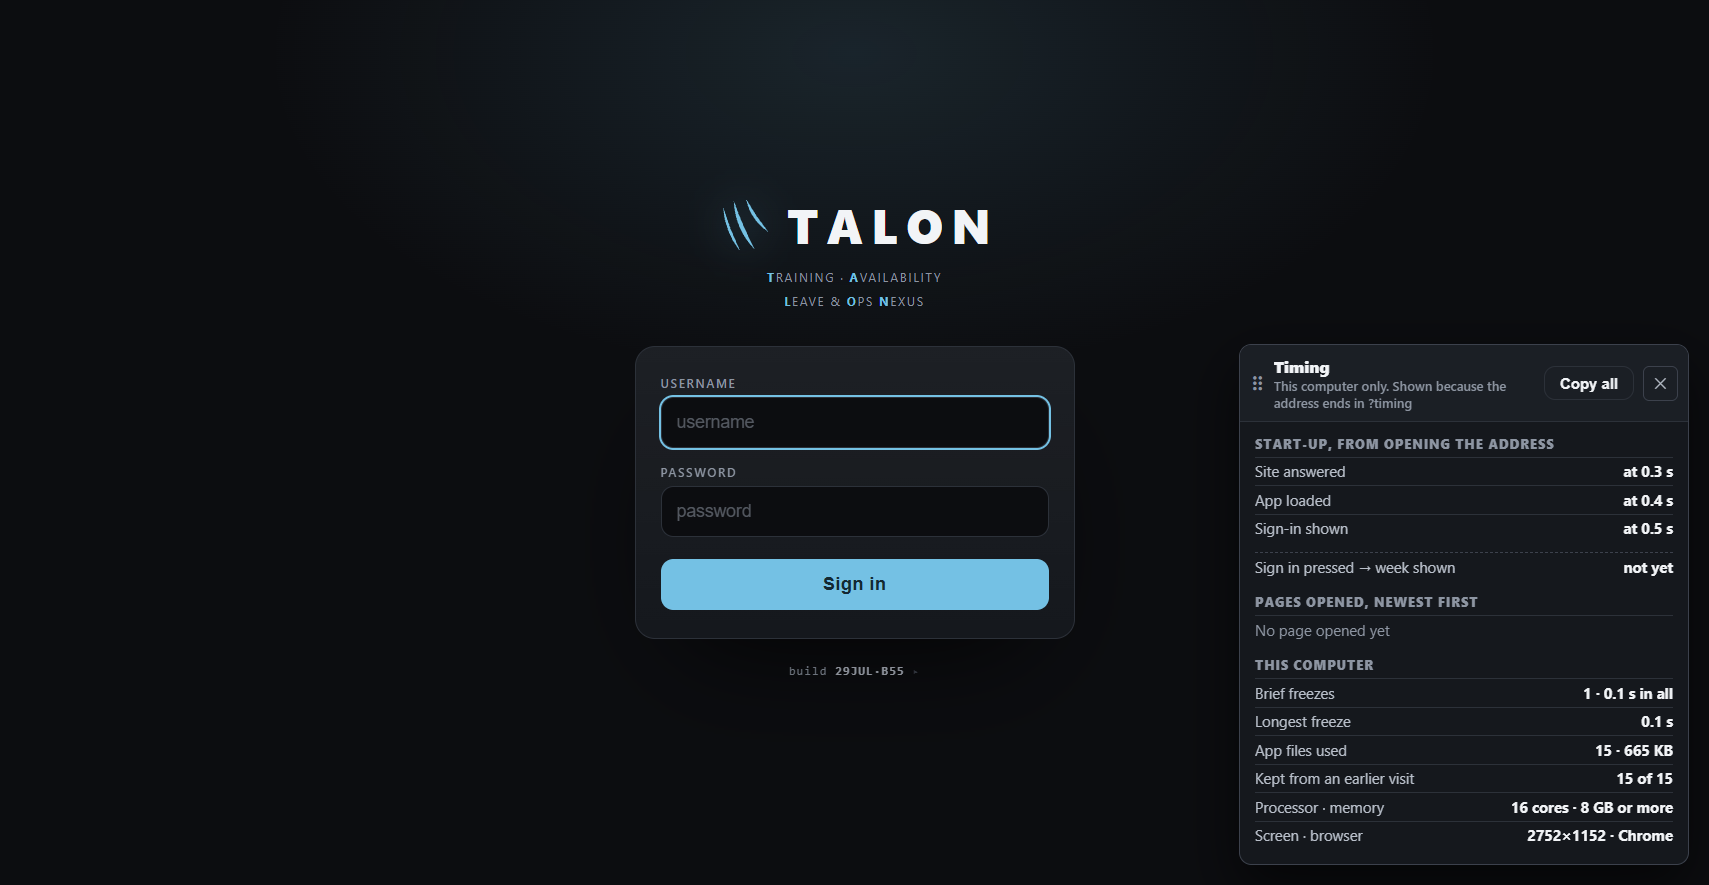 TALON
TRAINING · AVAILABILITY
LEAVE & OPS NEXUS
USERNAME
username
PASSWORD
password
Sign in
build 29JUL-B55
Timing
This computer only. Shown because the
address ends in ?timing
Copy all
START-UP, FROM OPENING THE ADDRESS
Site answered at 0.3 s
App loaded at 0.4 s
Sign-in shown at 0.5 s
Sign in pressed → week shown not yet
PAGES OPENED, NEWEST FIRST
No page opened yet
THIS COMPUTER
Brief freezes 1 · 0.1 s in all
Longest freeze 0.1 s
App files used 15 · 665 KB
Kept from an earlier visit 15 of 15
Processor · memory 16 cores · 8 GB or more
Screen · browser 2752×1152 · Chrome